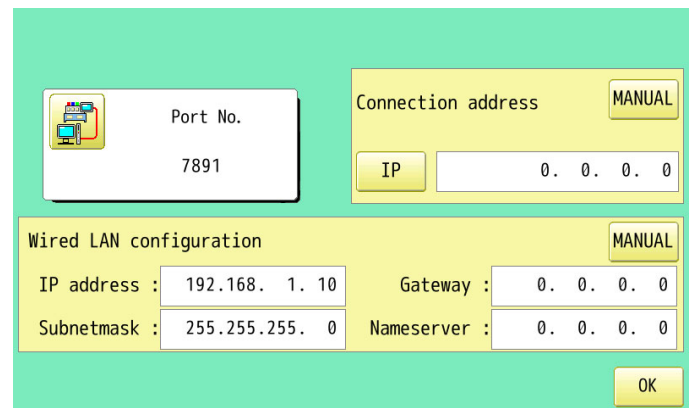 Port No.
7891
Connection address
MANUAL
IP
0. 0. 0. 0
Wired LAN configuration
MANUAL
IP address : 192.168. 1. 10
Gateway : 0. 0. 0. 0
Subnetmask : 255.255.255. 0
Nameserver : 0. 0. 0. 0
OK